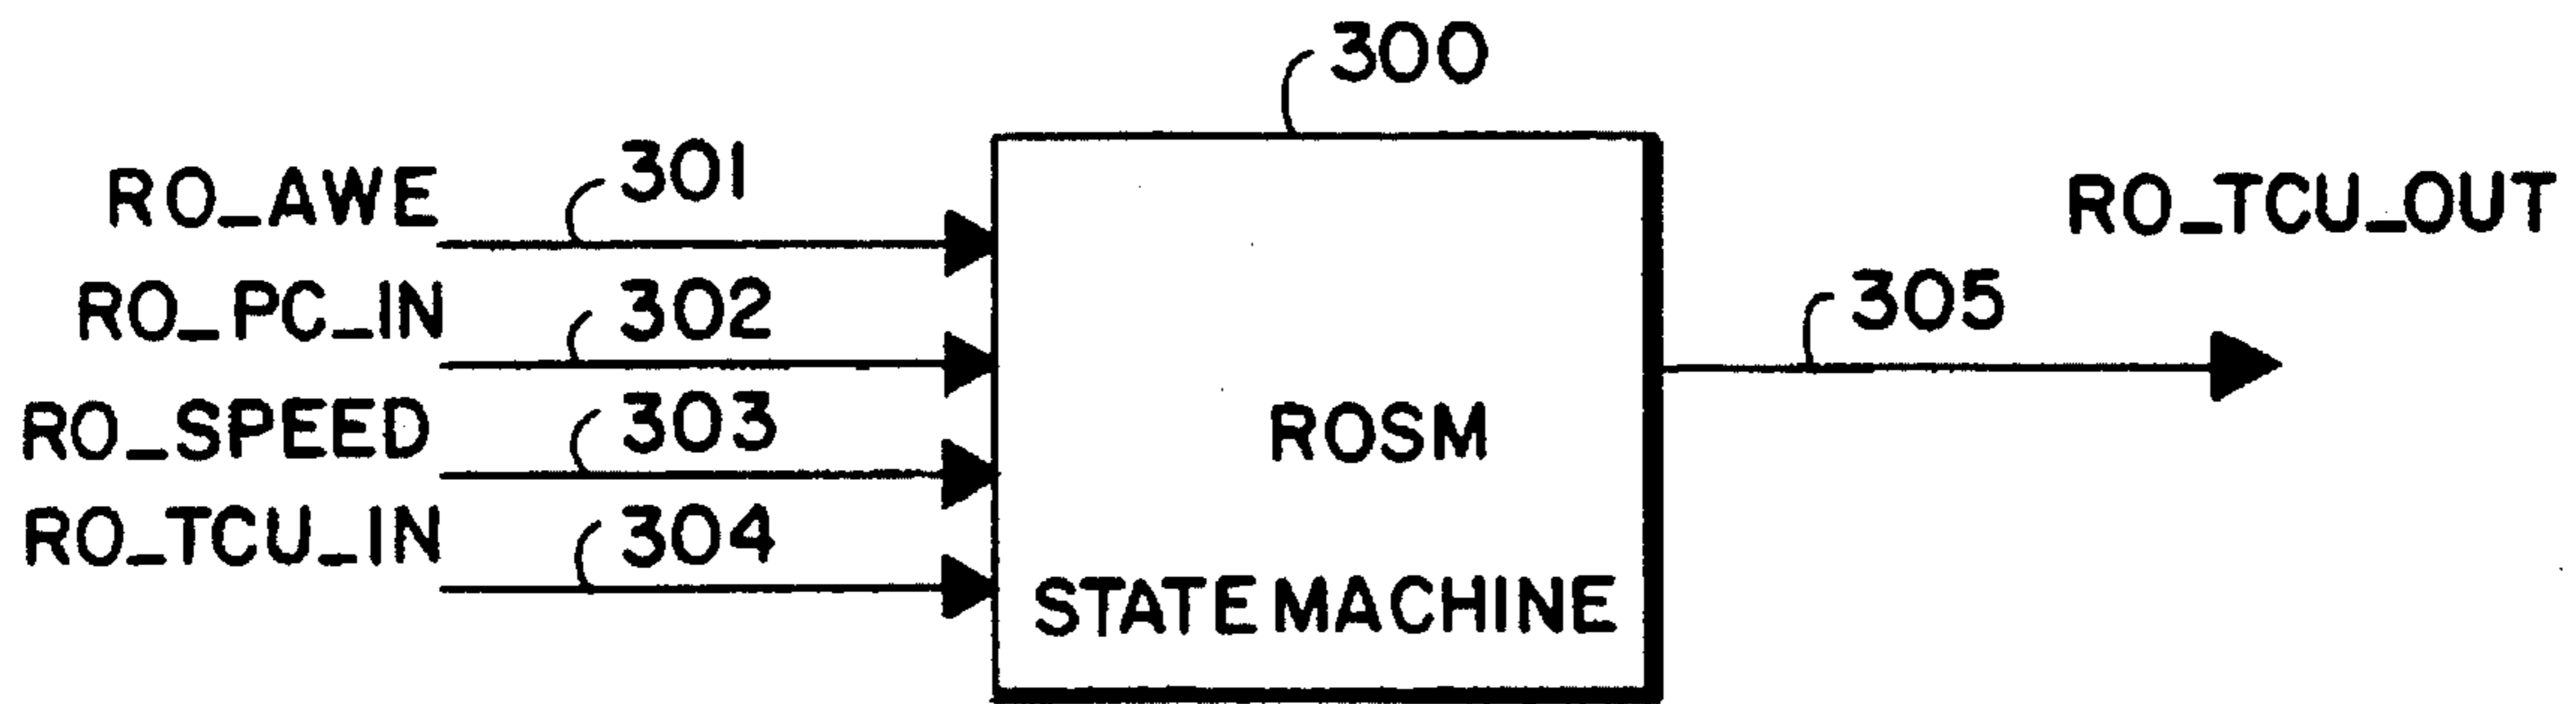 300
RO_AWE 301
RO_PC_IN 302
RO_SPEED 303
RO_TCU_IN 304
ROSM
STATE MACHINE
RO_TCU_OUT
305